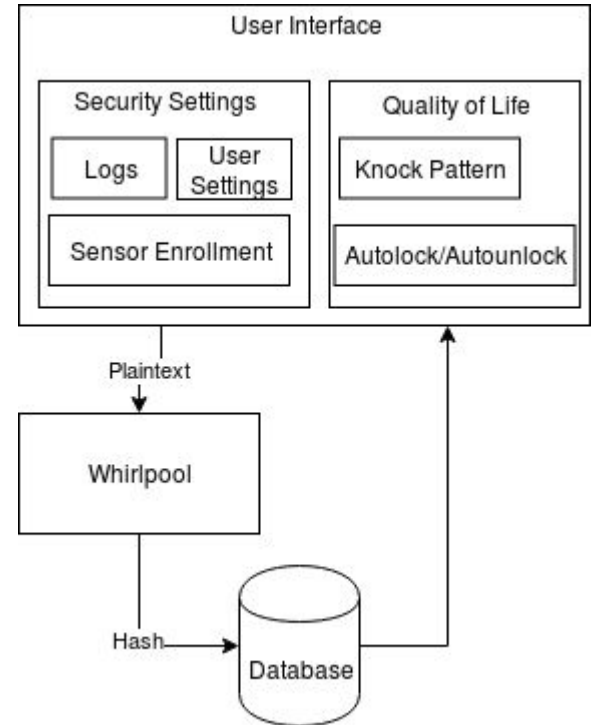 User Interface
Security Settings
Logs
User
Settings
Sensor Enrollment
Quality of Life
Knock Pattern
Autolock/Autounlock
Plaintext
Whirlpool
Hash
Database